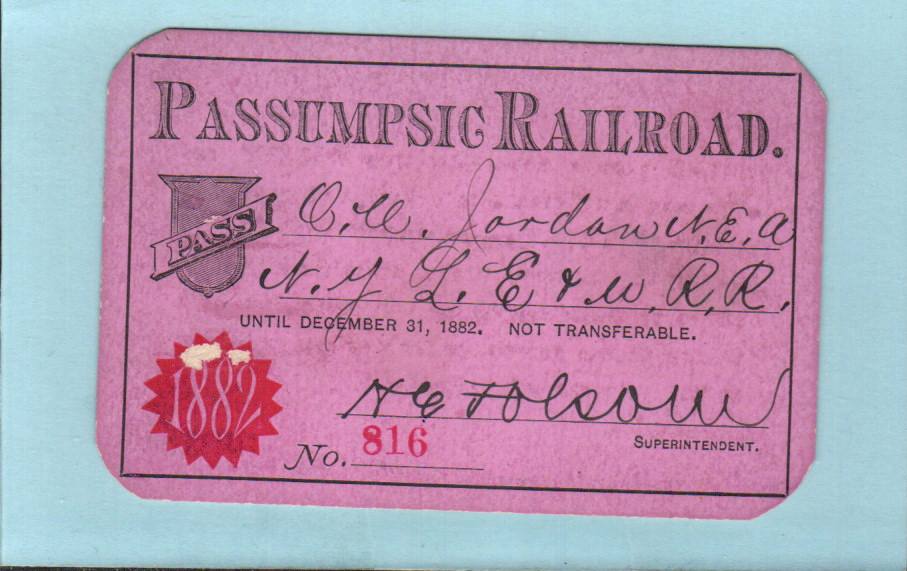 PASSUMPSIC RAILROAD.
PASS
O. W. Jordan N. E. A
N. Y L. E & W. R. R.
UNTIL DECEMBER 31, 1882. NOT TRANSFERABLE.
1882
H E Folsom
SUPERINTENDENT.
No. 816